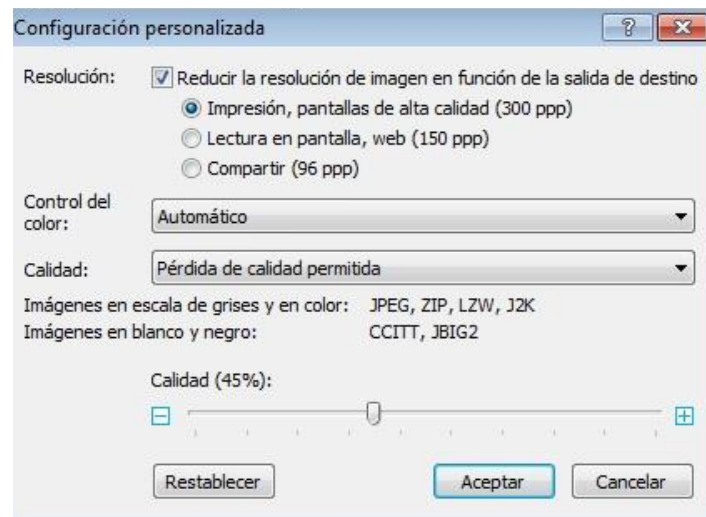 Configuración personalizada
Resolución: Reducir la resolución de imagen en función de la salida de destino
Impresión, pantallas de alta calidad (300 ppp)
Lectura en pantalla, web (150 ppp)
Compartir (96 ppp)
Control del
color: Automático
Calidad: Pérdida de calidad permitida
Imágenes en escala de grises y en color: JPEG, ZIP, LZW, J2K
Imágenes en blanco y negro: CCITT, JBIG2
Calidad (45%):
Restablecer Aceptar Cancelar